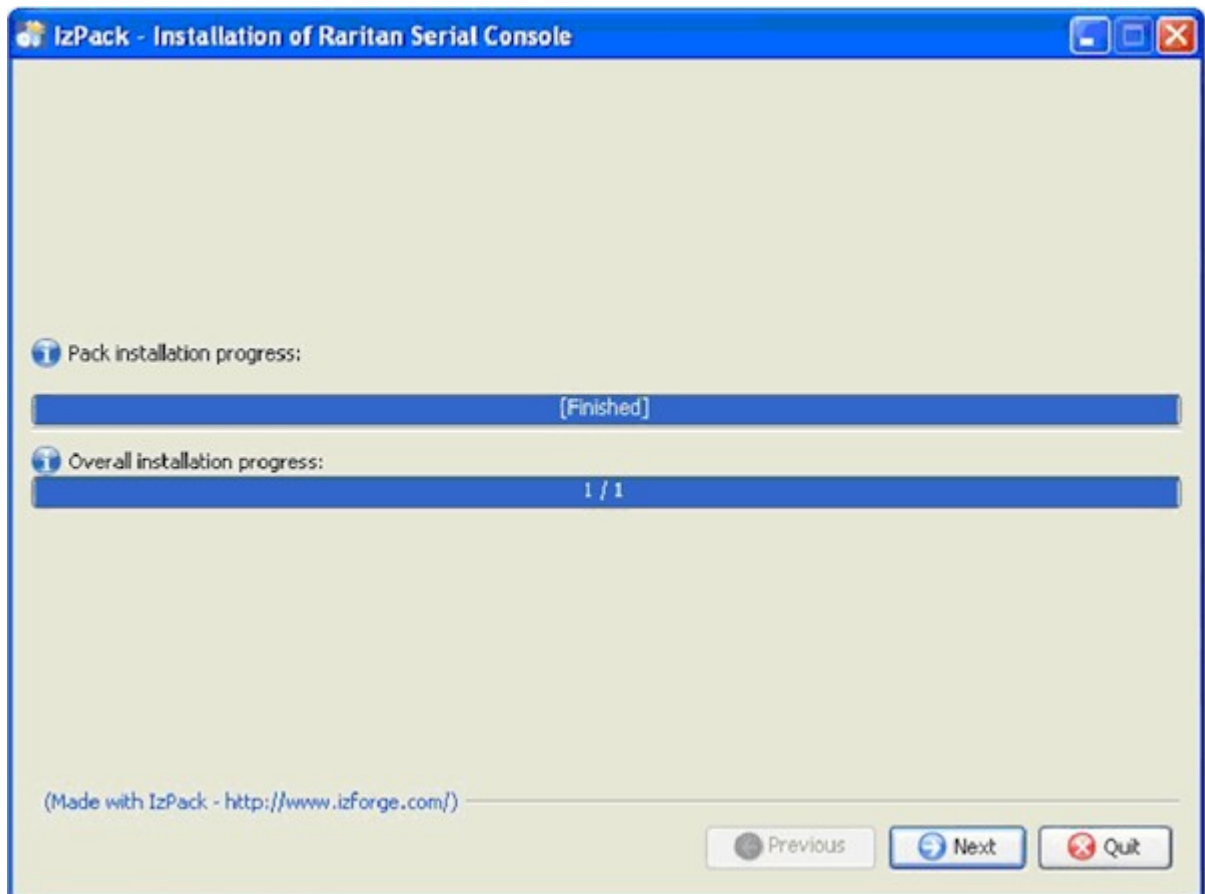 IzPack - Installation of Raritan Serial Console
Pack installation progress:
[Finished]
Overall installation progress:
1 / 1
(Made with IzPack - http://www.izforge.com/)
Previous
Next
Quit